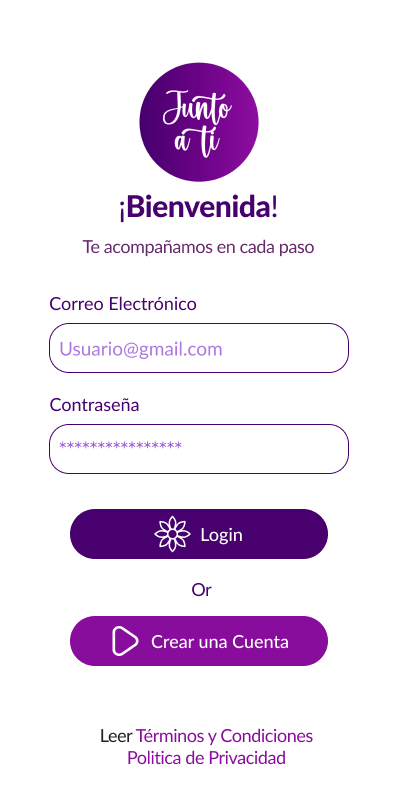 Junto
a ti
¡Bienvenida!
Te acompañamos en cada paso
Correo Electrónico
Usuario@gmail.com
Contraseña
****************
Login
Or
Crear una Cuenta
Leer Términos y Condiciones
Politica de Privacidad